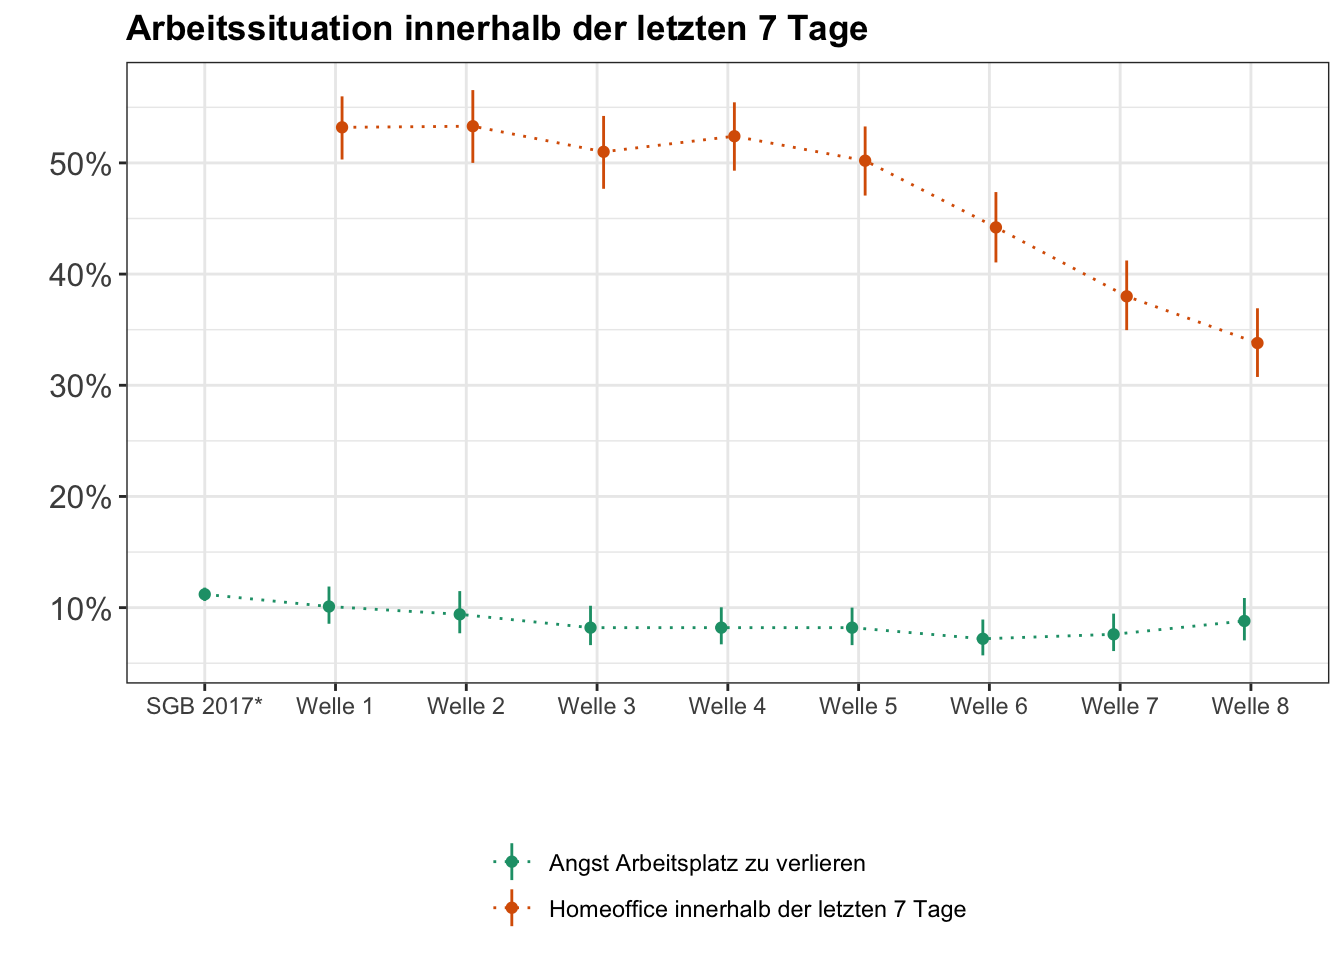 Arbeitssituation innerhalb der letzten 7 Tage
50%
40%
30%
20%
10%
SGB 2017* Welle 1 Welle 2 Welle 3 Welle 4 Welle 5 Welle 6 Welle 7 Welle 8
Angst Arbeitsplatz zu verlieren
Homeoffice innerhalb der letzten 7 Tage